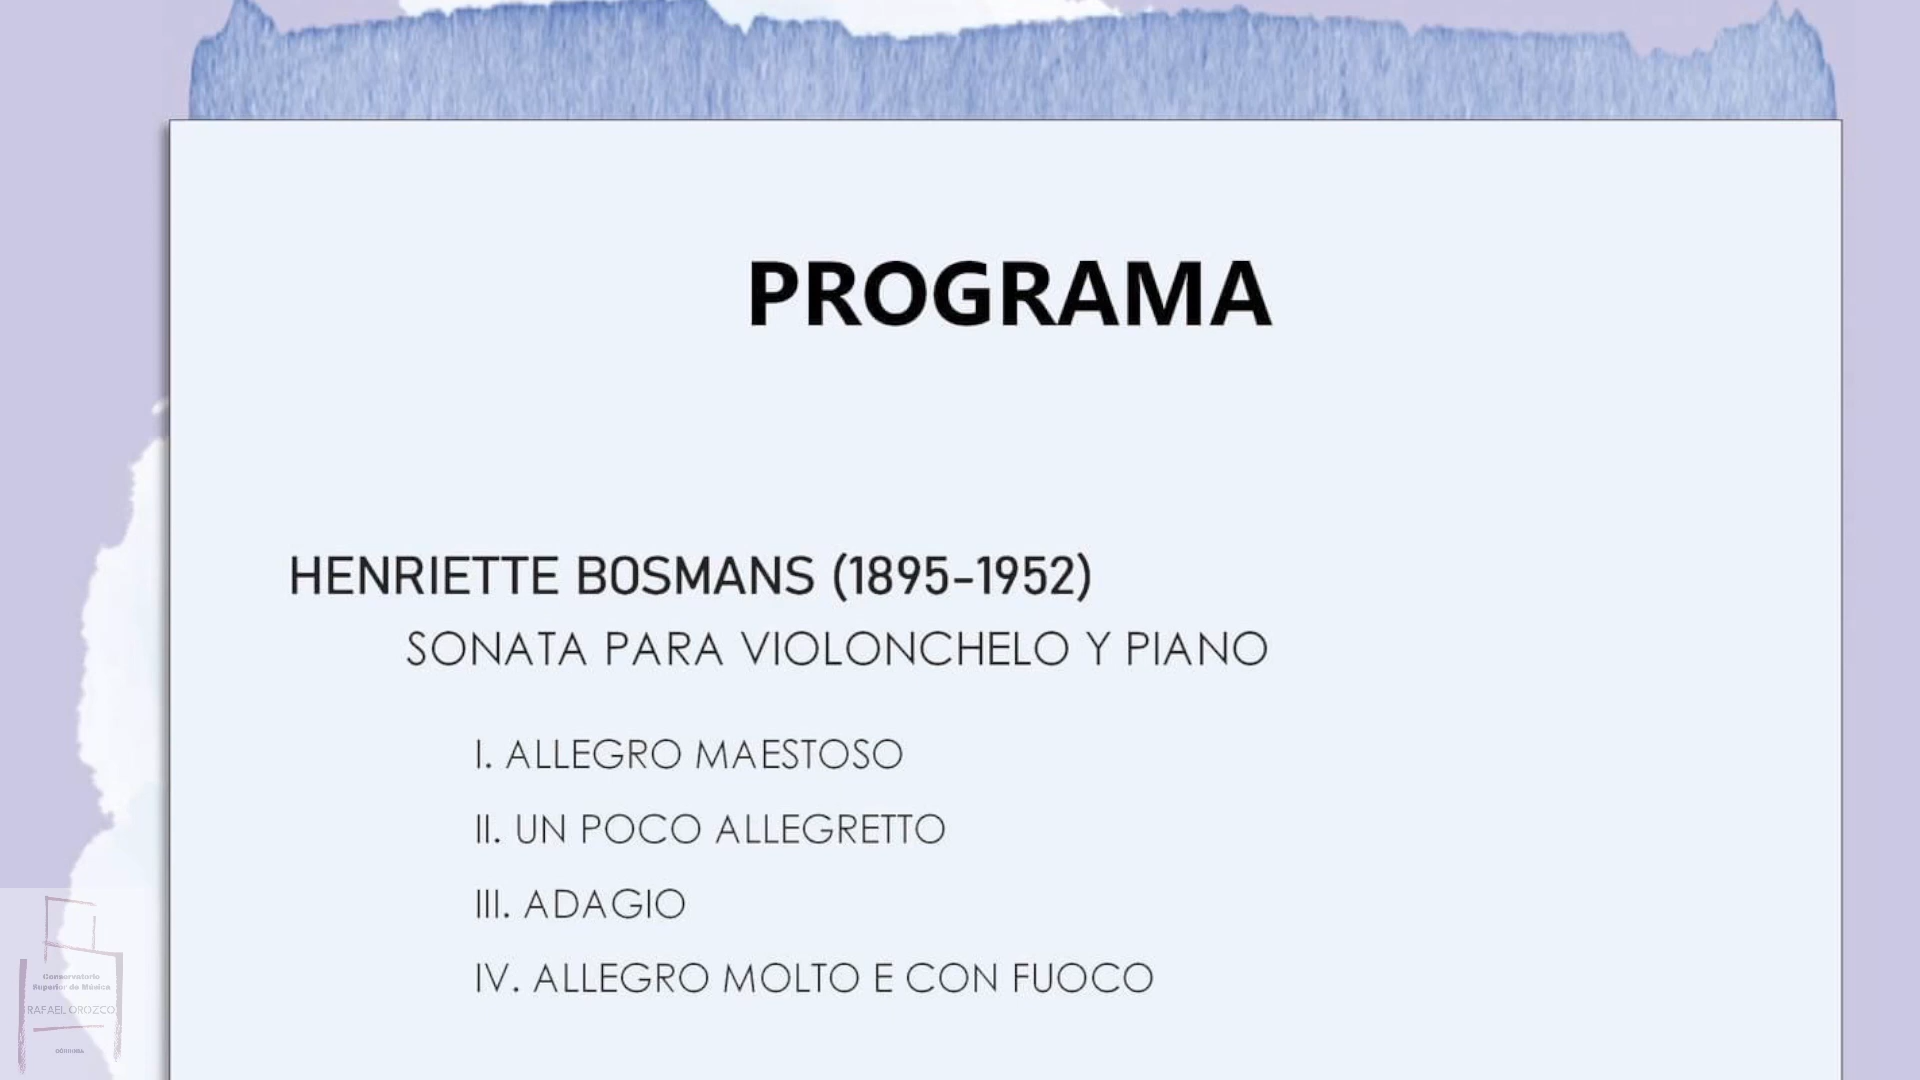 PROGRAMA
HENRIETTE BOSMANS (1895-1952)
SONATA PARA VIOLONCHELO Y PIANO
I. ALLEGRO MAESTOSO
II. UN POCO ALLEGRETTO
III. ADAGIO
IV. ALLEGRO MOLTO E CON FUOCO
Conservatorio
Superior de Música
RAFAEL OROZCO
CÓRDOBA